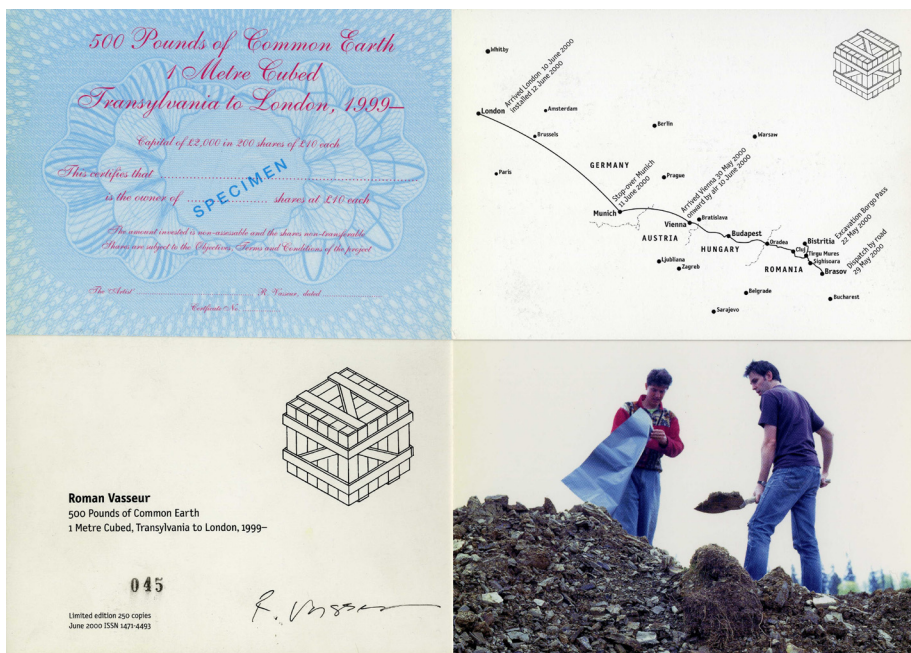 500 Pounds of Common Earth
1 Metre Cubed
Transylvania to London, 1999—
Capital of £2,000 in 200 shares of £10 each
This certifies that
is the owner of shares at £10 each
SPECIMEN
The amount invested is non-assessable and the shares non-transferable
Shares are subject to the Objectives, Terms and Conditions of the project
The Artist R. Vasseur, dated
Certificate No.
Whitby
Arrived London 10 June 2000
installed 12 June 2000
London
Amsterdam
Brussels
Berlin
Warsaw
GERMANY
Paris
Prague
Stop-over Munich
11 June 2000
Munich
Arrived Vienna 30 May 2000
onward by air 10 June 2000
Vienna
Bratislava
AUSTRIA
Budapest
HUNGARY
Oradea
Excavation Borgo Pass
22 May 2000
Bistritia
Cluj
Tirgu Mures
Sighisoara
Ljubliana
Zagreb
ROMANIA
Dispatch by road
29 May 2000
Brasov
Belgrade
Bucharest
Sarajevo
Roman Vasseur
500 Pounds of Common Earth
1 Metre Cubed, Transylvania to London, 1999—
045
R. Vasseur
Limited edition 250 copies
June 2000 ISSN 1471-4493